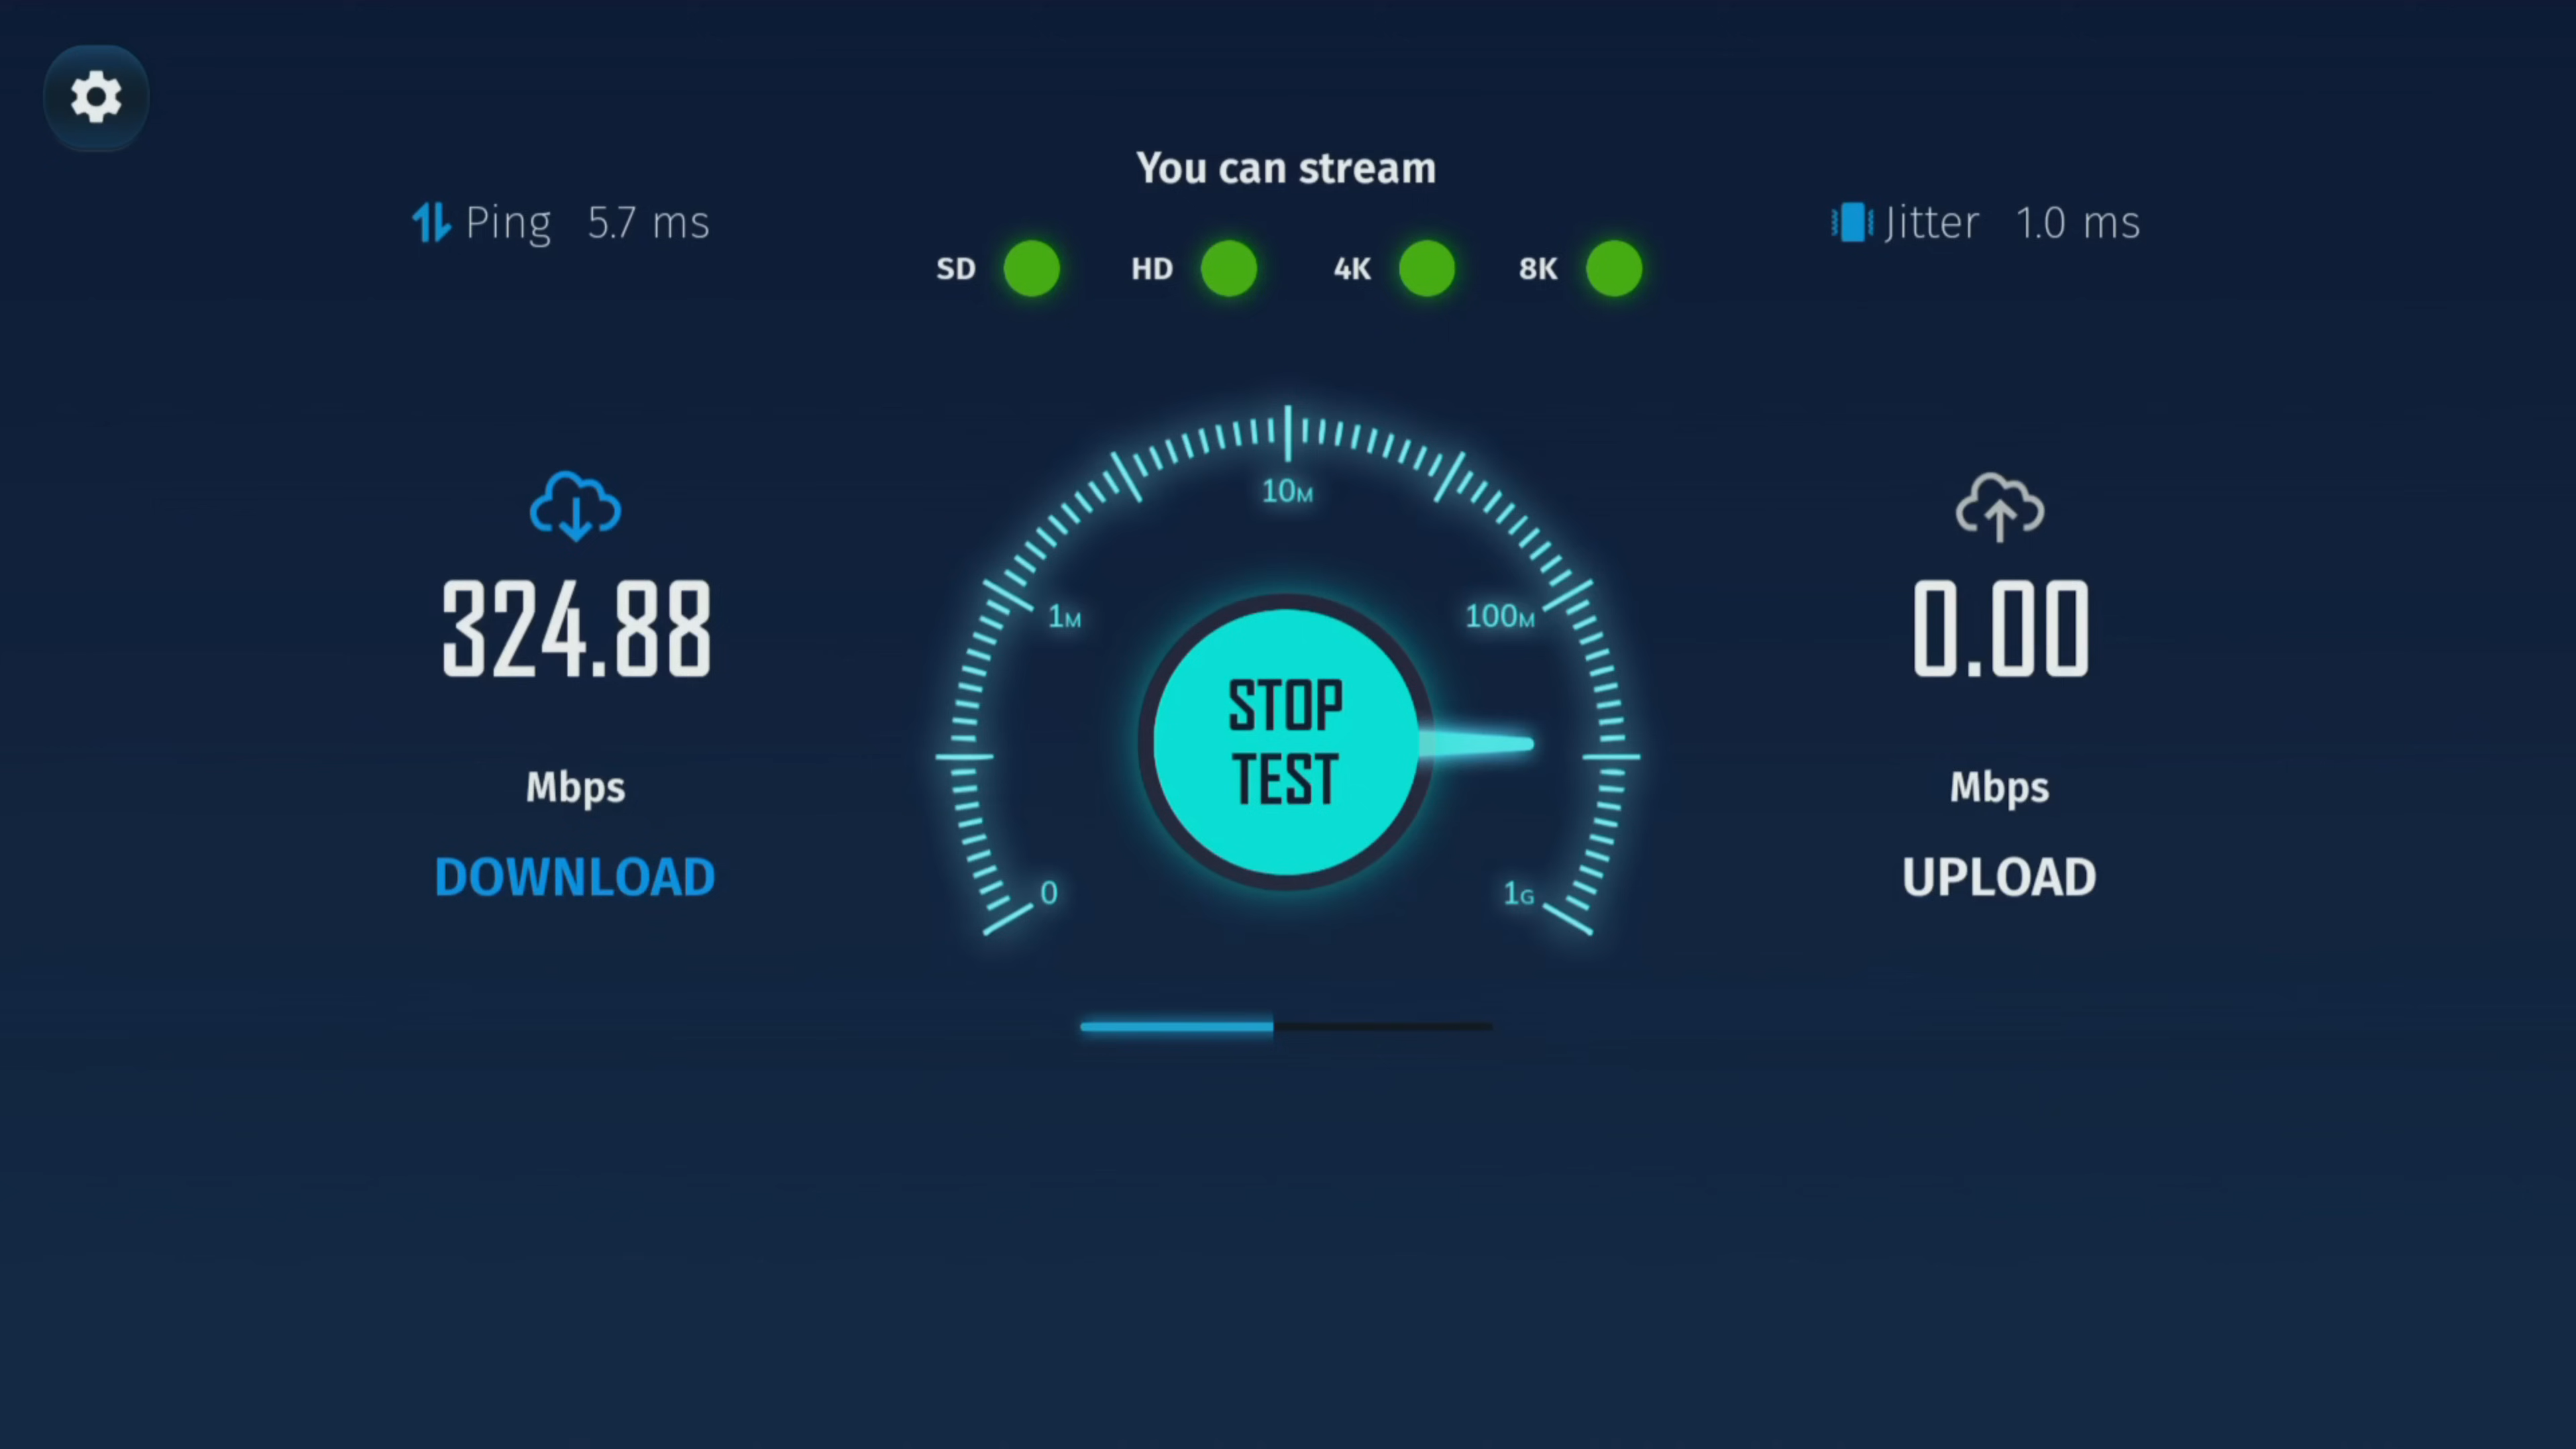 You can stream
Ping 5.7 ms
Jitter 1.0 ms
SD HD 4K 8K
10M
1M
100M
0
1G
STOP
TEST
324.88
Mbps
DOWNLOAD
0.00
Mbps
UPLOAD